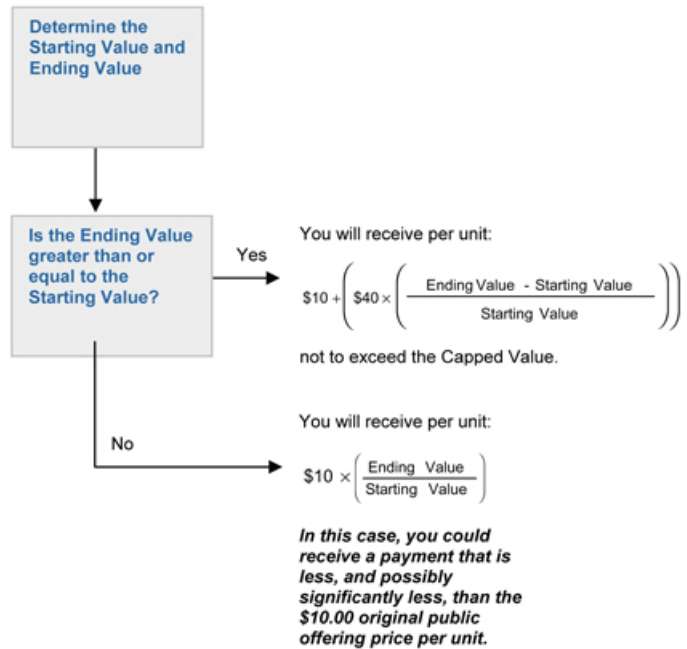 Determine the
Starting Value and
Ending Value
Is the Ending Value
greater than or
equal to the
Starting Value?
Yes
You will receive per unit:
$10 + ( $40 × ( Ending Value - Starting Value
Starting Value ) )
not to exceed the Capped Value.
No
You will receive per unit:
$10 × ( Ending Value
Starting Value )
In this case, you could
receive a payment that is
less, and possibly
significantly less, than the
$10.00 original public
offering price per unit.